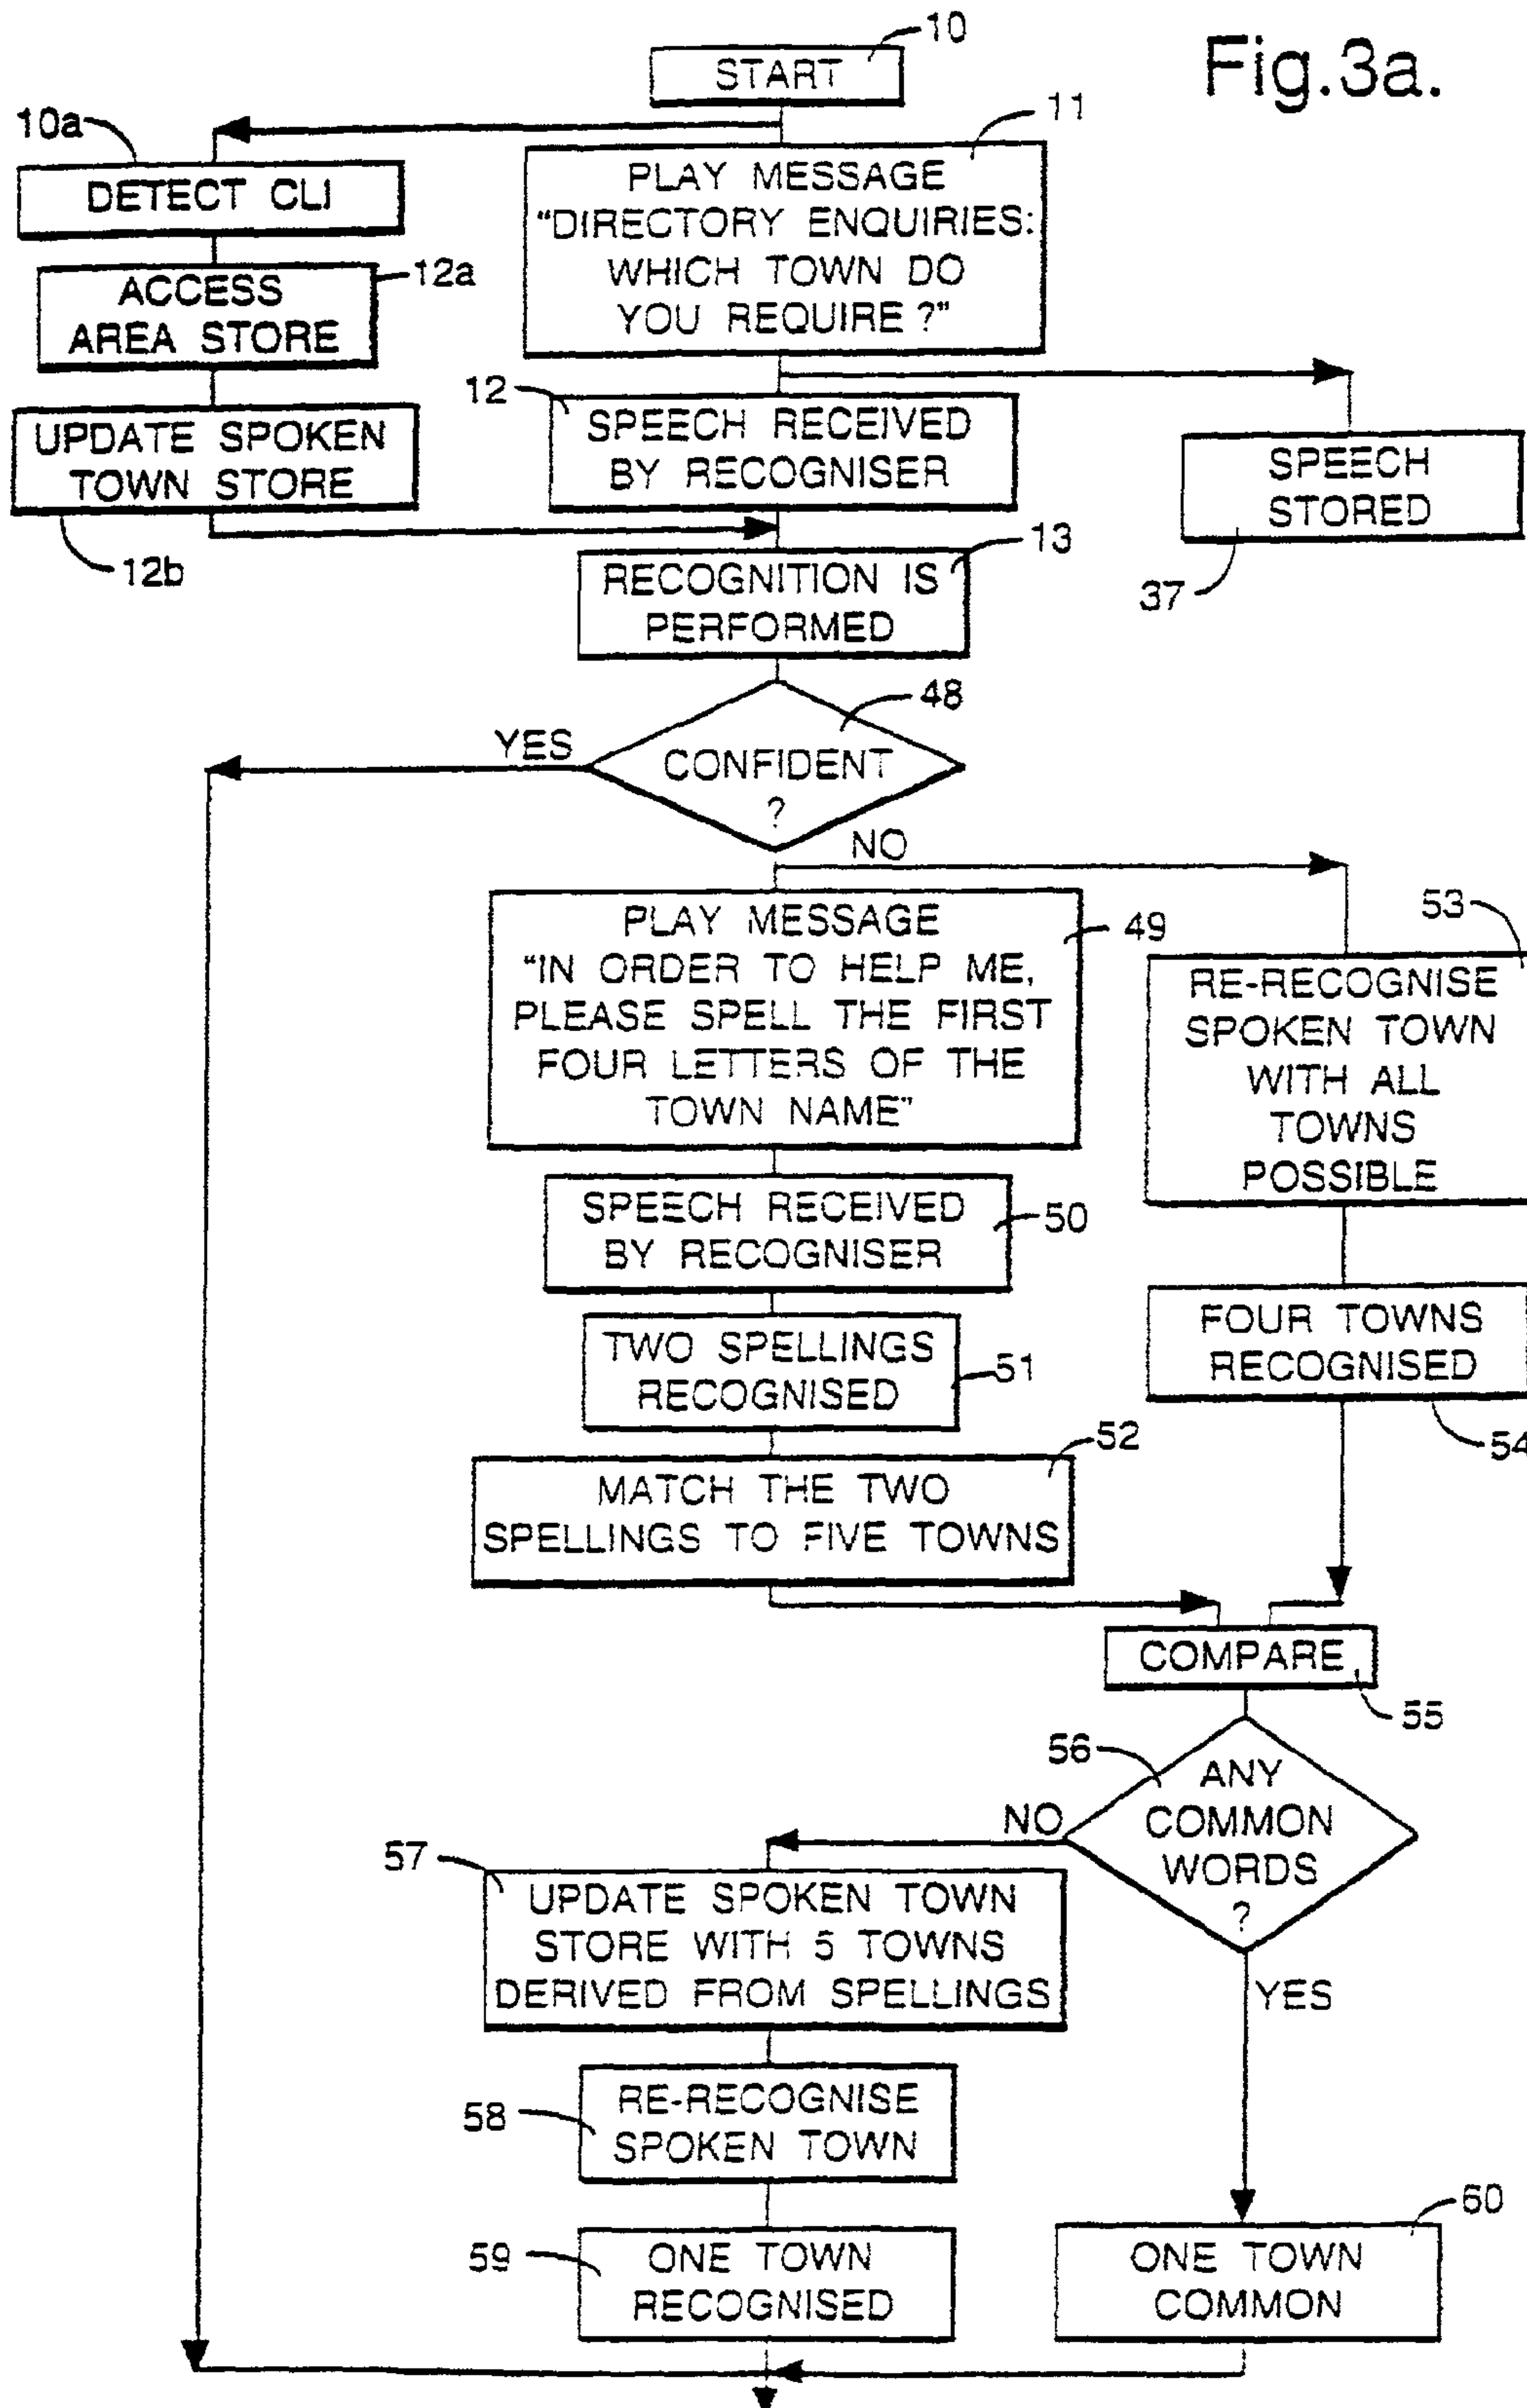 Fig.3a.
10
START
10a
11
DETECT CLI
PLAY MESSAGE
"DIRECTORY ENQUIRIES:
WHICH TOWN DO
YOU REQUIRE ?"
12a
ACCESS
AREA STORE
12
SPEECH RECEIVED
BY RECOGNISER
UPDATE SPOKEN
TOWN STORE
12b
SPEECH
STORED
37
13
RECOGNITION IS
PERFORMED
48
CONFIDENT
?
YES
NO
PLAY MESSAGE
"IN ORDER TO HELP ME,
PLEASE SPELL THE FIRST
FOUR LETTERS OF THE
TOWN NAME"
49
53
RE-RECOGNISE
SPOKEN TOWN
WITH ALL
TOWNS
POSSIBLE
SPEECH RECEIVED
BY RECOGNISER
50
TWO SPELLINGS
RECOGNISED
51
FOUR TOWNS
RECOGNISED
54
52
MATCH THE TWO
SPELLINGS TO FIVE TOWNS
COMPARE
55
56
ANY
COMMON
WORDS
?
NO
YES
57
UPDATE SPOKEN TOWN
STORE WITH 5 TOWNS
DERIVED FROM SPELLINGS
58
RE-RECOGNISE
SPOKEN TOWN
59
ONE TOWN
RECOGNISED
60
ONE TOWN
COMMON